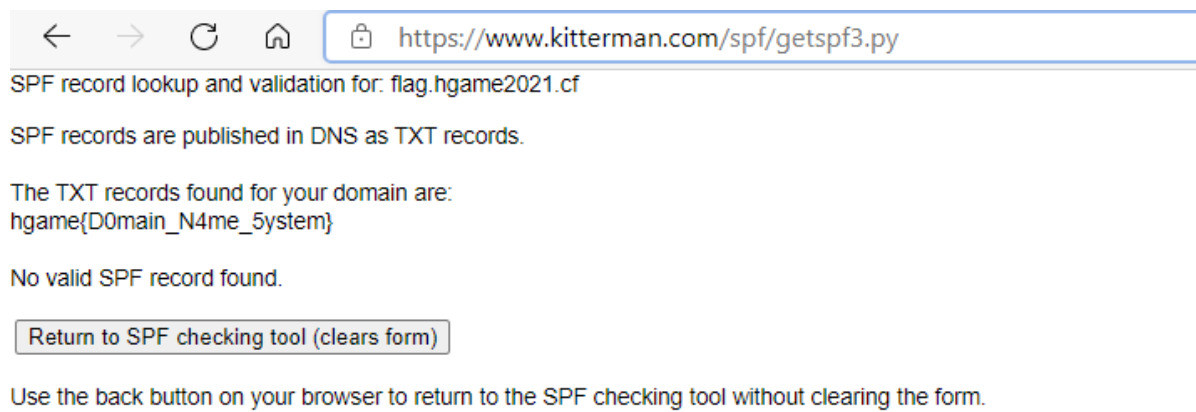 https://www.kitterman.com/spf/getspf3.py
SPF record lookup and validation for: flag.hgame2021.cf
SPF records are published in DNS as TXT records.
The TXT records found for your domain are:
hgame{D0main_N4me_5ystem}
No valid SPF record found.
Return to SPF checking tool (clears form)
Use the back button on your browser to return to the SPF checking tool without clearing the form.